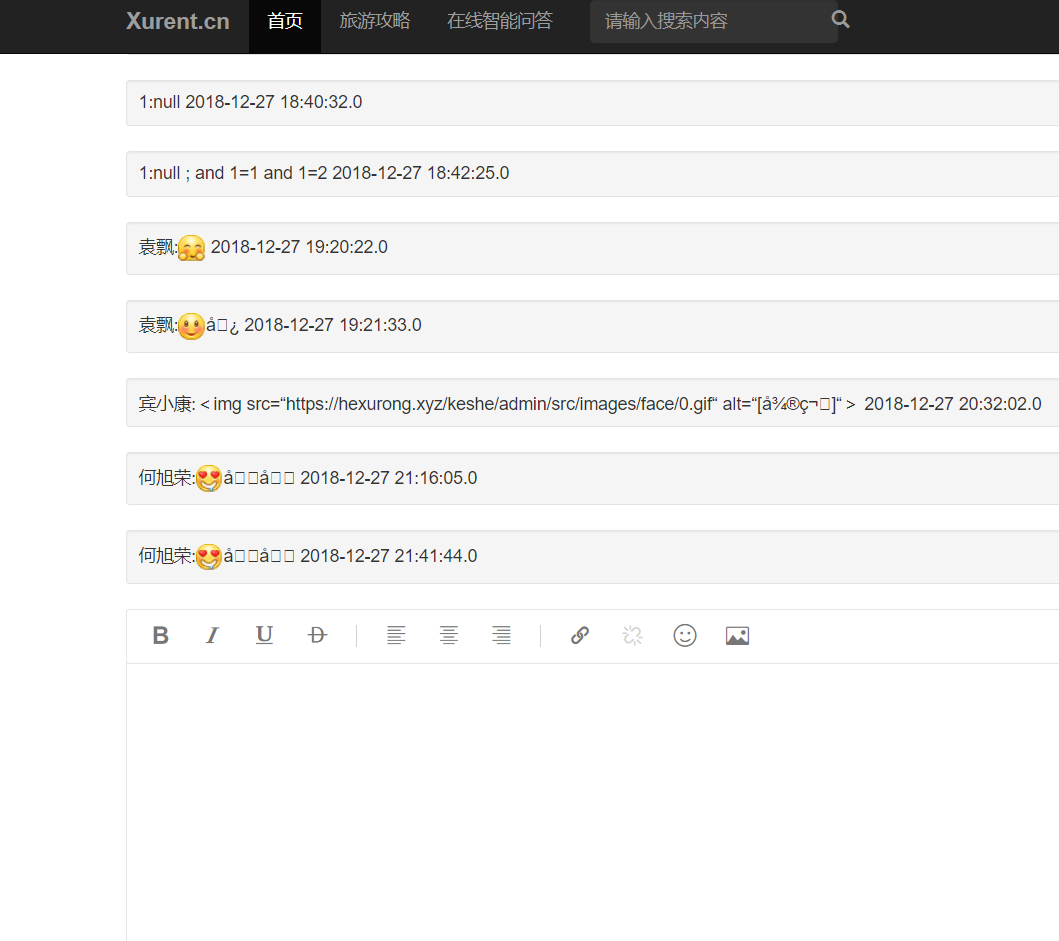 Xurent.cn 首页 旅游攻略 在线智能问答 请输入搜索内容
1:null 2018-12-27 18:40:32.0
1:null ; and 1=1 and 1=2 2018-12-27 18:42:25.0
袁飘:🤗 2018-12-27 19:20:22.0
袁飘:🙂å□¿ 2018-12-27 19:21:33.0
宾小康:＜img src=“https://hexurong.xyz/keshe/admin/src/images/face/0.gif“ alt=“[å¾®ç¬□]“＞ 2018-12-27 20:32:02.0
何旭荣:😍å□□å□□ 2018-12-27 21:16:05.0
何旭荣:😍å□□å□□ 2018-12-27 21:41:44.0
B I U D